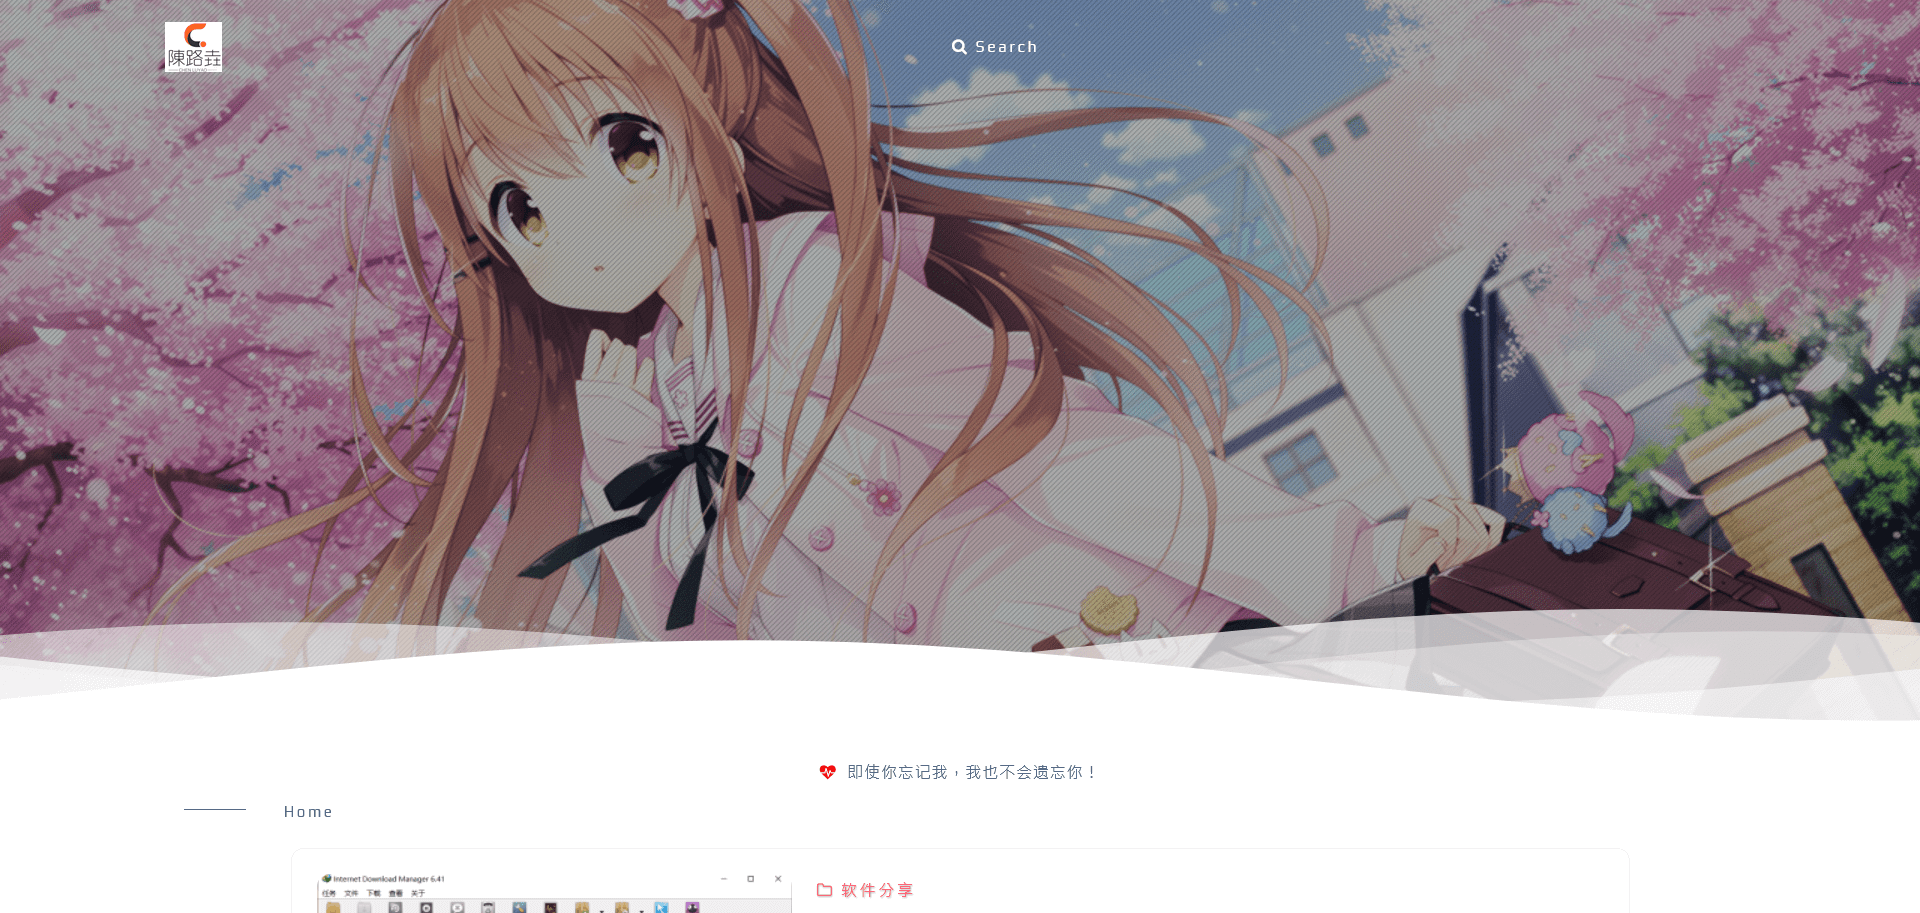 陳路垚
Search
即使你忘记我，我也不会遗忘你！
Home
Internet Download Manager 6.41
任务 文件 下载 查看 关于
软件分享